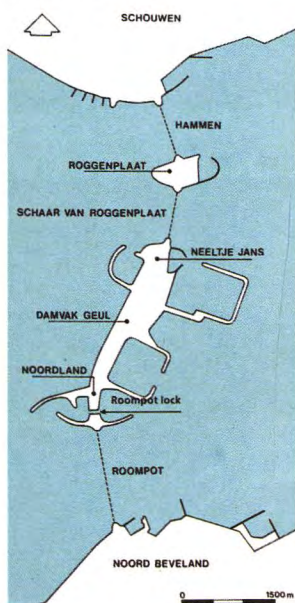 SCHOUWEN
HAMMEN
ROGGENPLAAT
SCHAAR VAN ROGGENPLAAT
NEELTJE JANS
DAMVAK GEUL
NOORDLAND
Roompot lock
ROOMPOT
NOORD BEVELAND
0 1500 m